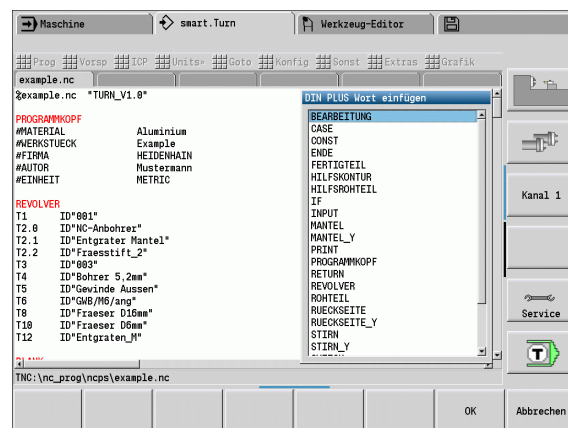 Maschine
smart.Turn
Werkzeug-Editor
Prog Vorsp ICP Units» Goto Konfig Sonst Extras Grafik
example.nc
%example.nc "TURN_V1.0"
PROGRAMMKOPF
#MATERIAL Aluminium
#WERKSTUECK Example
#FIRMA HEIDENHAIN
#AUTOR Mustermann
#EINHEIT METRIC
REVOLVER
T1 ID"001"
T2.0 ID"NC-Anbohrer"
T2.1 ID"Entgrater Mantel"
T2.2 ID"Fraesstift_2"
T3 ID"003"
T4 ID"Bohrer 5,2mm"
T5 ID"Gewinde Aussen"
T6 ID"GWB/M6/ang"
T8 ID"Fraeser D16mm"
T10 ID"Fraeser D6mm"
T12 ID"Entgraten_M"
DIN PLUS Wort einfügen
BEARBEITUNG
CASE
CONST
ENDE
FERTIGTEIL
HILFSKONTUR
HILFSROHTEIL
IF
INPUT
MANTEL
MANTEL_Y
PRINT
PROGRAMMKOPF
RETURN
REVOLVER
ROHTEIL
RUECKSEITE
RUECKSEITE_Y
STIRN
STIRN_Y
TNC:\nc_prog\ncps\example.nc
Kanal 1
Service
T
OK
Abbrechen